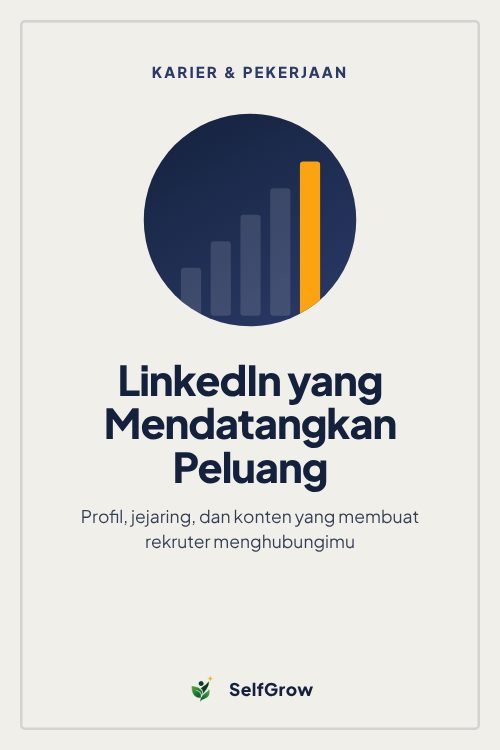 KARIER & PEKERJAAN
LinkedIn yang
Mendatangkan
Peluang
Profil, jejaring, dan konten yang membuat
rekruter menghubungimu
SelfGrow